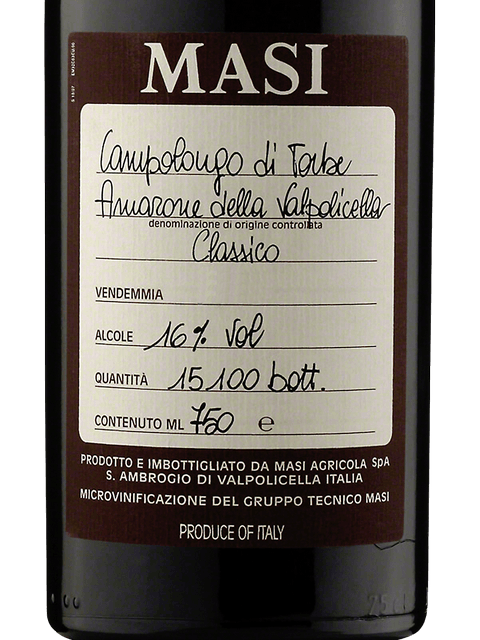 MASI
Campolongo di Torbe
Amarone della Valpolicella
denominazione di origine controllata
Classico
VENDEMMIA
ALCOLE 16% vol
QUANTITÀ 15100 bott.
CONTENUTO ML 750 e
PRODOTTO E IMBOTTIGLIATO DA MASI AGRICOLA SpA
S. AMBROGIO DI VALPOLICELLA ITALIA
MICROVINIFICAZIONE DEL GRUPPO TECNICO MASI
PRODUCE OF ITALY